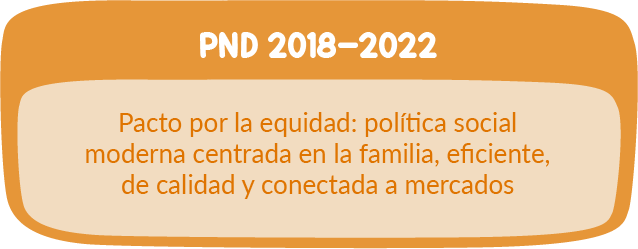 PND 2018–2022
Pacto por la equidad: política social
moderna centrada en la familia, eficiente,
de calidad y conectada a mercados